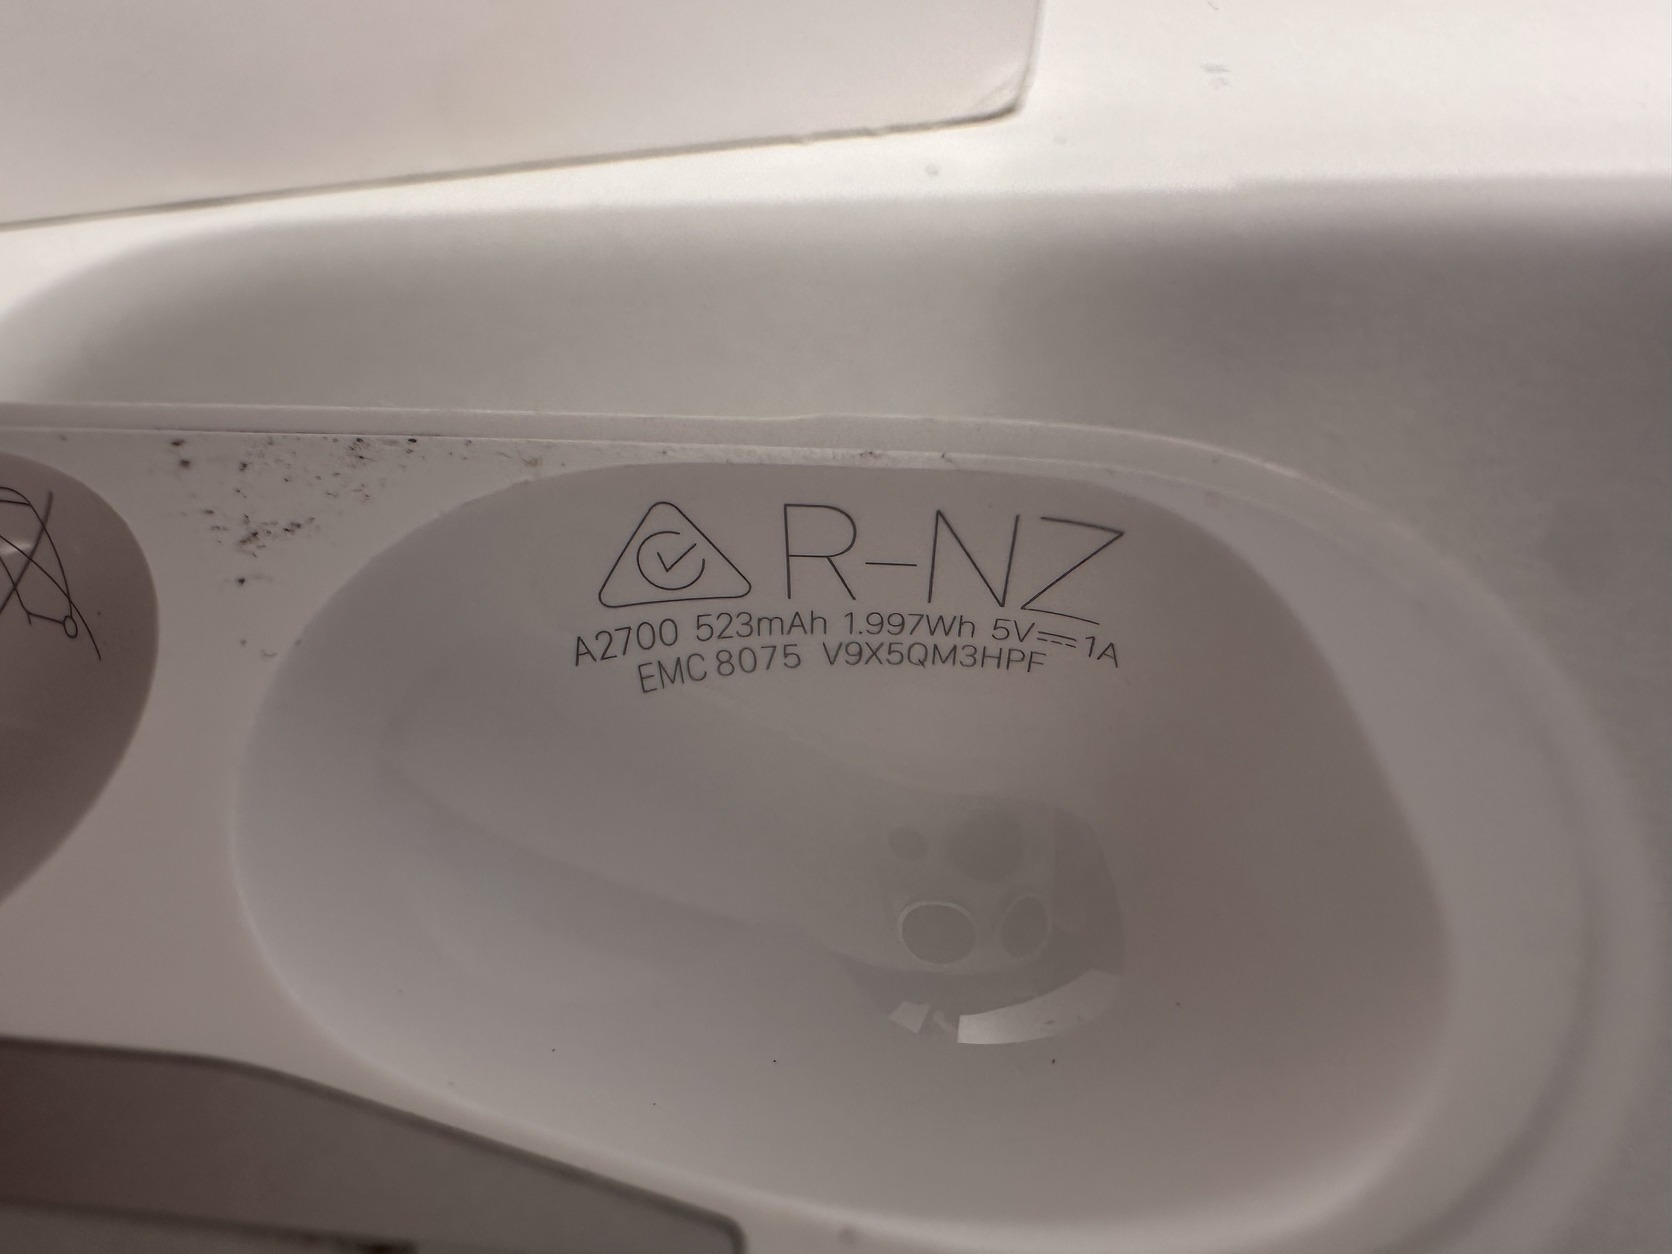 R-NZ
A2700 523mAh 1.997Wh 5V⎓1A
EMC 8075 V9X5QM3HPF